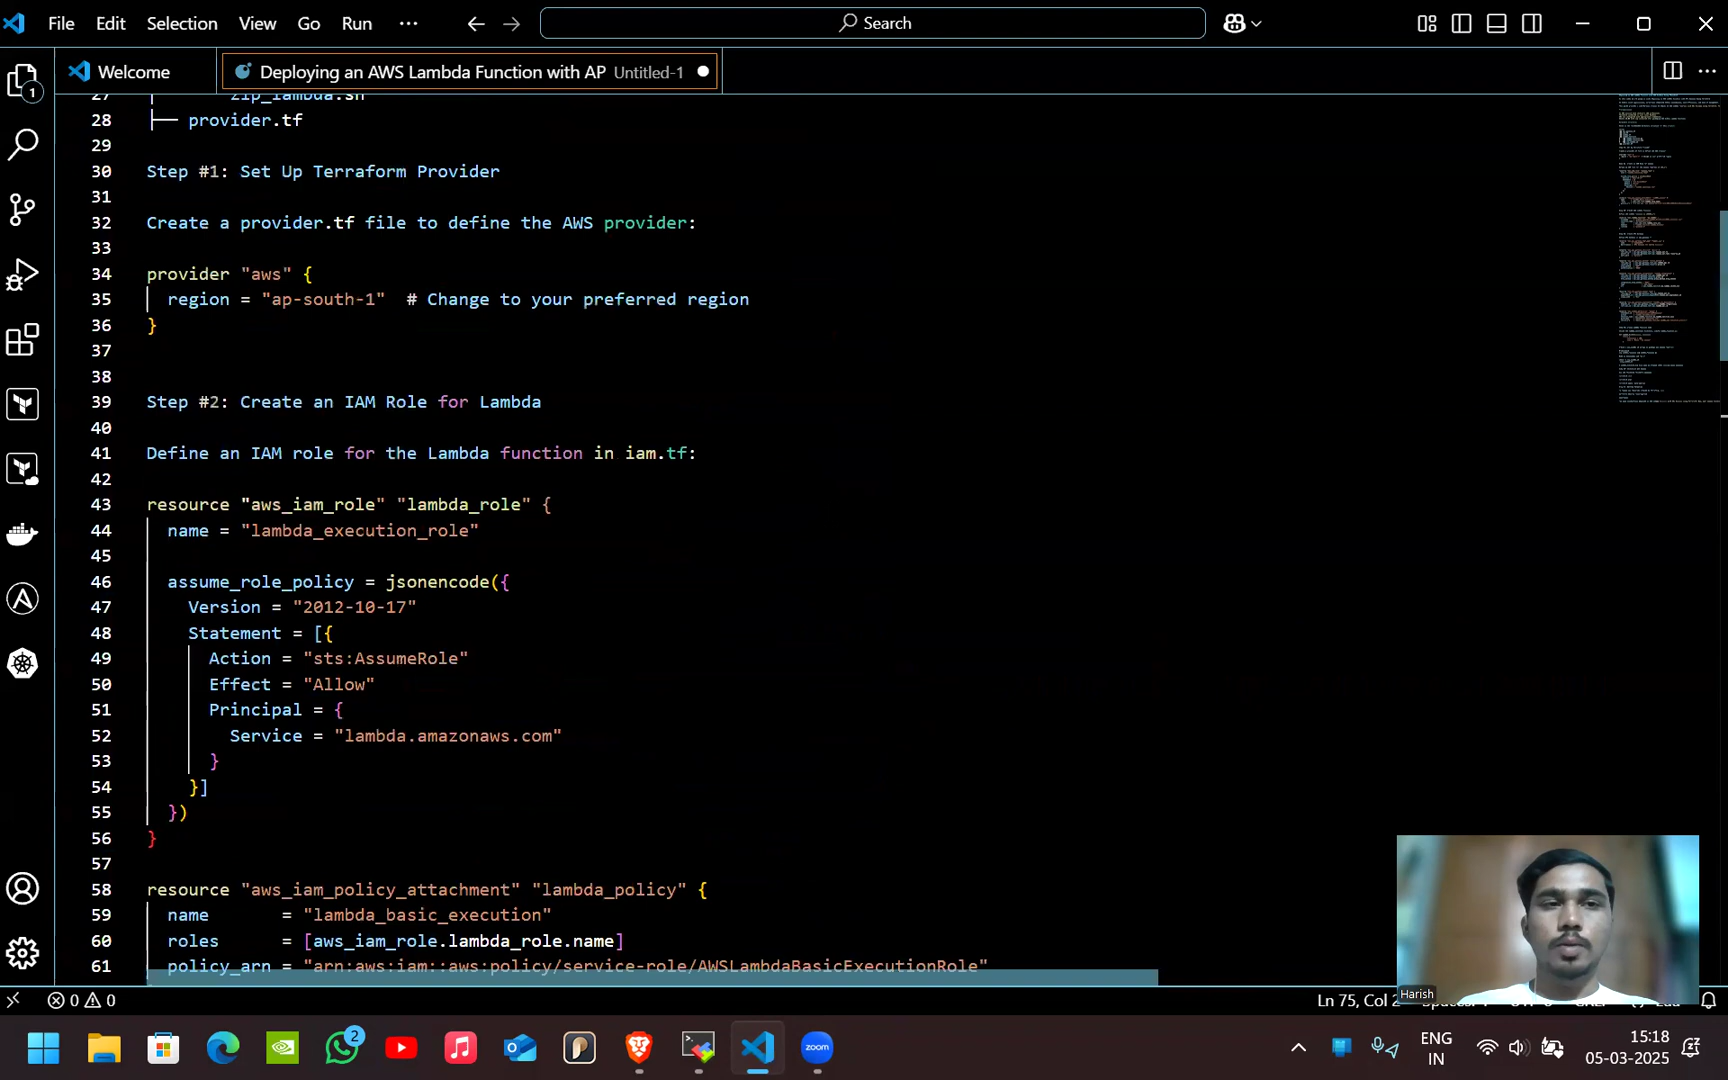 File Edit Selection View Go Run ··· Search
Welcome Deploying an AWS Lambda Function with AP Untitled-1
27 zip_lambda.sh
28 ├── provider.tf
29
30 Step #1: Set Up Terraform Provider
31
32 Create a provider.tf file to define the AWS provider:
33
34 provider "aws" {
35 region = "ap-south-1" # Change to your preferred region
36 }
37
38
39 Step #2: Create an IAM Role for Lambda
40
41 Define an IAM role for the Lambda function in iam.tf:
42
43 resource "aws_iam_role" "lambda_role" {
44 name = "lambda_execution_role"
45
46 assume_role_policy = jsonencode({
47 Version = "2012-10-17"
48 Statement = [{
49 Action = "sts:AssumeRole"
50 Effect = "Allow"
51 Principal = {
52 Service = "lambda.amazonaws.com"
53 }
54 }]
55 })
56 }
57
58 resource "aws_iam_policy_attachment" "lambda_policy" {
59 name = "lambda_basic_execution"
60 roles = [aws_iam_role.lambda_role.name]
61 policy_arn = "arn:aws:iam::aws:policy/service-role/AWSLambdaBasicExecutionRole"
1
Harish
0 0 Ln 75, Col 2
2
zoom
ENG
IN
15:18
05-03-2025